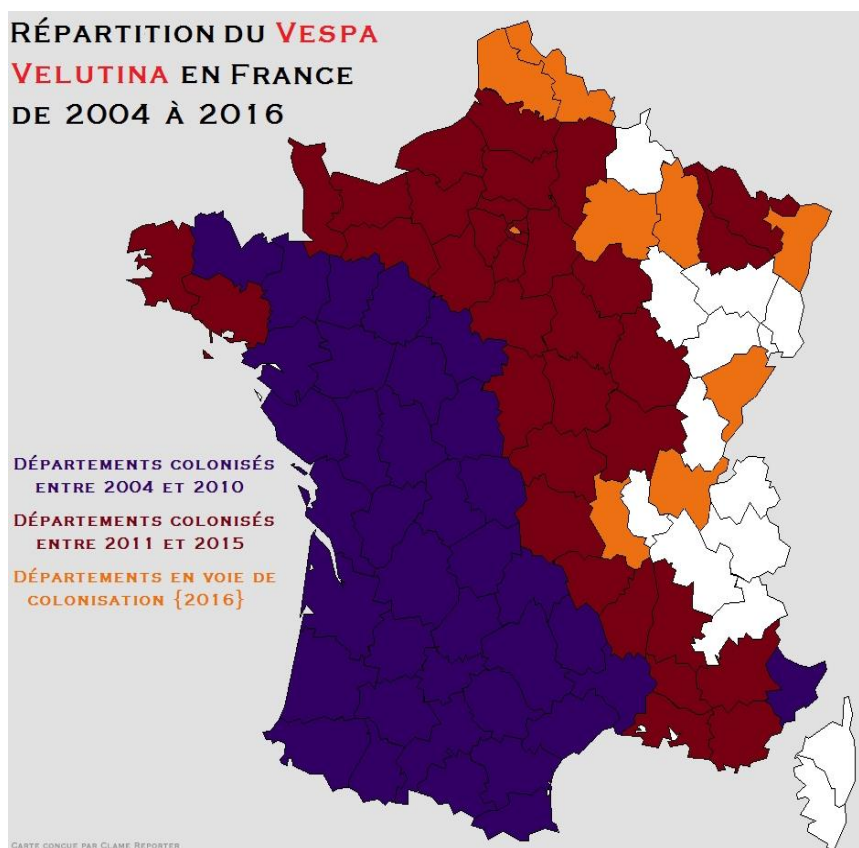 RÉPARTITION DU VESPA
VELUTINA EN FRANCE
DE 2004 À 2016
DÉPARTEMENTS COLONISÉS
ENTRE 2004 ET 2010
DÉPARTEMENTS COLONISÉS
ENTRE 2011 ET 2015
DÉPARTEMENTS EN VOIE DE
COLONISATION {2016}
CARTE CONCUE PAR CLAME REPORTER